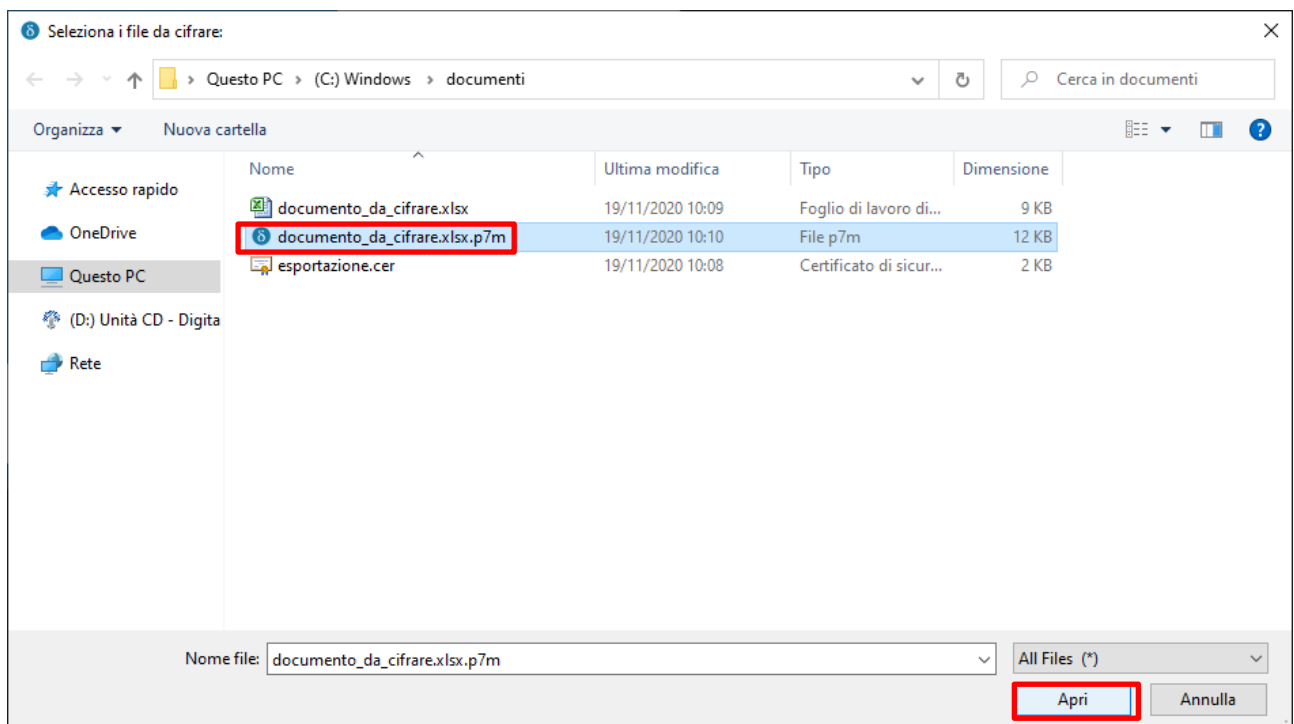 Seleziona i file da cifrare:
Questo PC › (C:) Windows › documenti
Cerca in documenti
Organizza Nuova cartella
Nome Ultima modifica Tipo Dimensione
Accesso rapido
OneDrive
Questo PC
(D:) Unità CD - Digita
Rete
documento_da_cifrare.xlsx 19/11/2020 10:09 Foglio di lavoro di... 9 KB
documento_da_cifrare.xlsx.p7m 19/11/2020 10:10 File p7m 12 KB
esportazione.cer 19/11/2020 10:08 Certificato di sicur... 2 KB
Nome file: documento_da_cifrare.xlsx.p7m All Files (*)
Apri Annulla